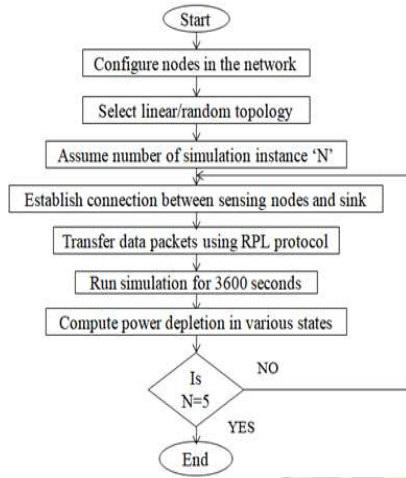 Start
Configure nodes in the network
Select linear/random topology
Assume number of simulation instance ‘N’
Establish connection between sensing nodes and sink
Transfer data packets using RPL protocol
Run simulation for 3600 seconds
Compute power depletion in various states
Is
N=5
NO
YES
End